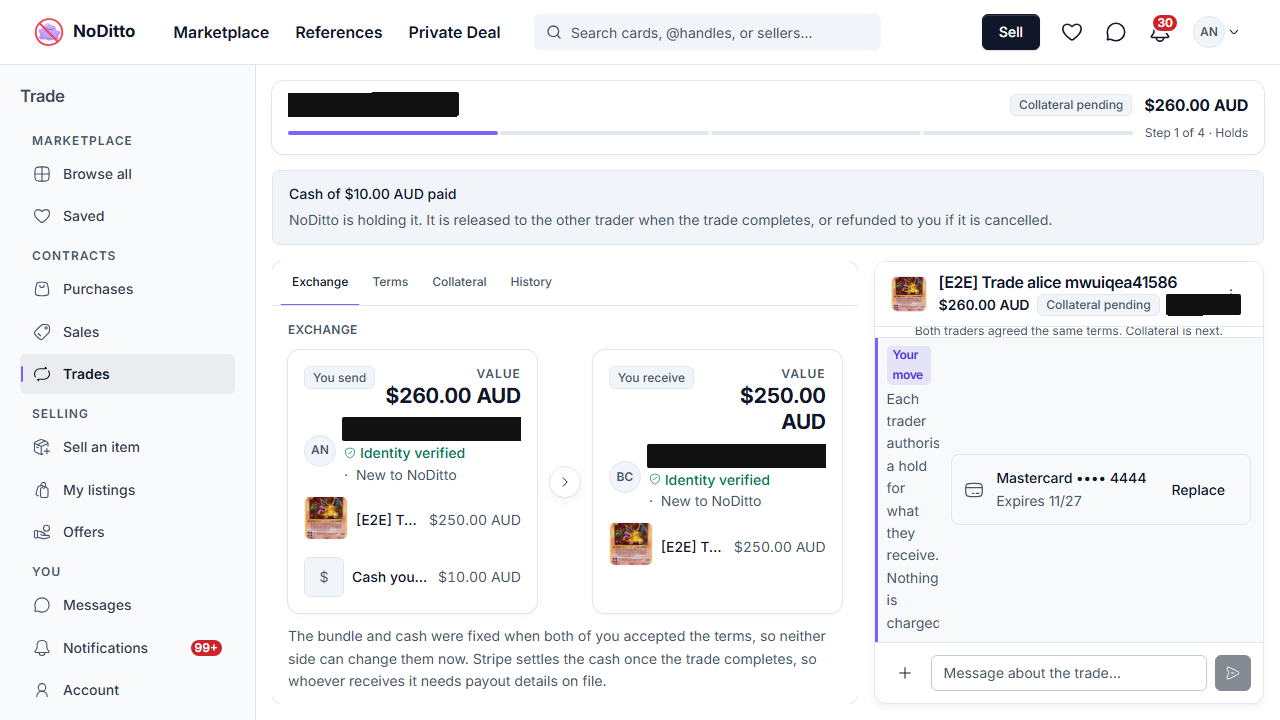 NoDitto
Marketplace
References
Private Deal
Search cards, @handles, or sellers...
Sell
30
AN
Trade
MARKETPLACE
Browse all
Saved
CONTRACTS
Purchases
Sales
Trades
SELLING
Sell an item
My listings
Offers
YOU
Messages
Notifications
99+
Account
Collateral pending
$260.00 AUD
Step 1 of 4 · Holds
Cash of $10.00 AUD paid
NoDitto is holding it. It is released to the other trader when the trade completes, or refunded to you if it is cancelled.
Exchange
Terms
Collateral
History
EXCHANGE
You send
VALUE
$260.00 AUD
AN
Identity verified
· New to NoDitto
[E2E] T...
$250.00 AUD
$
Cash you...
$10.00 AUD
You receive
VALUE
$250.00
AUD
BC
Identity verified
· New to NoDitto
[E2E] T...
$250.00 AUD
The bundle and cash were fixed when both of you accepted the terms, so neither
side can change them now. Stripe settles the cash once the trade completes, so
whoever receives it needs payout details on file.
[E2E] Trade alice mwuiqea41586
$260.00 AUD
Collateral pending
Both traders agreed the same terms. Collateral is next.
Your
move
Each
trader
authoris
a hold
for
what
they
receive.
Nothing
is
charged
Mastercard •••• 4444
Expires 11/27
Replace
Message about the trade...